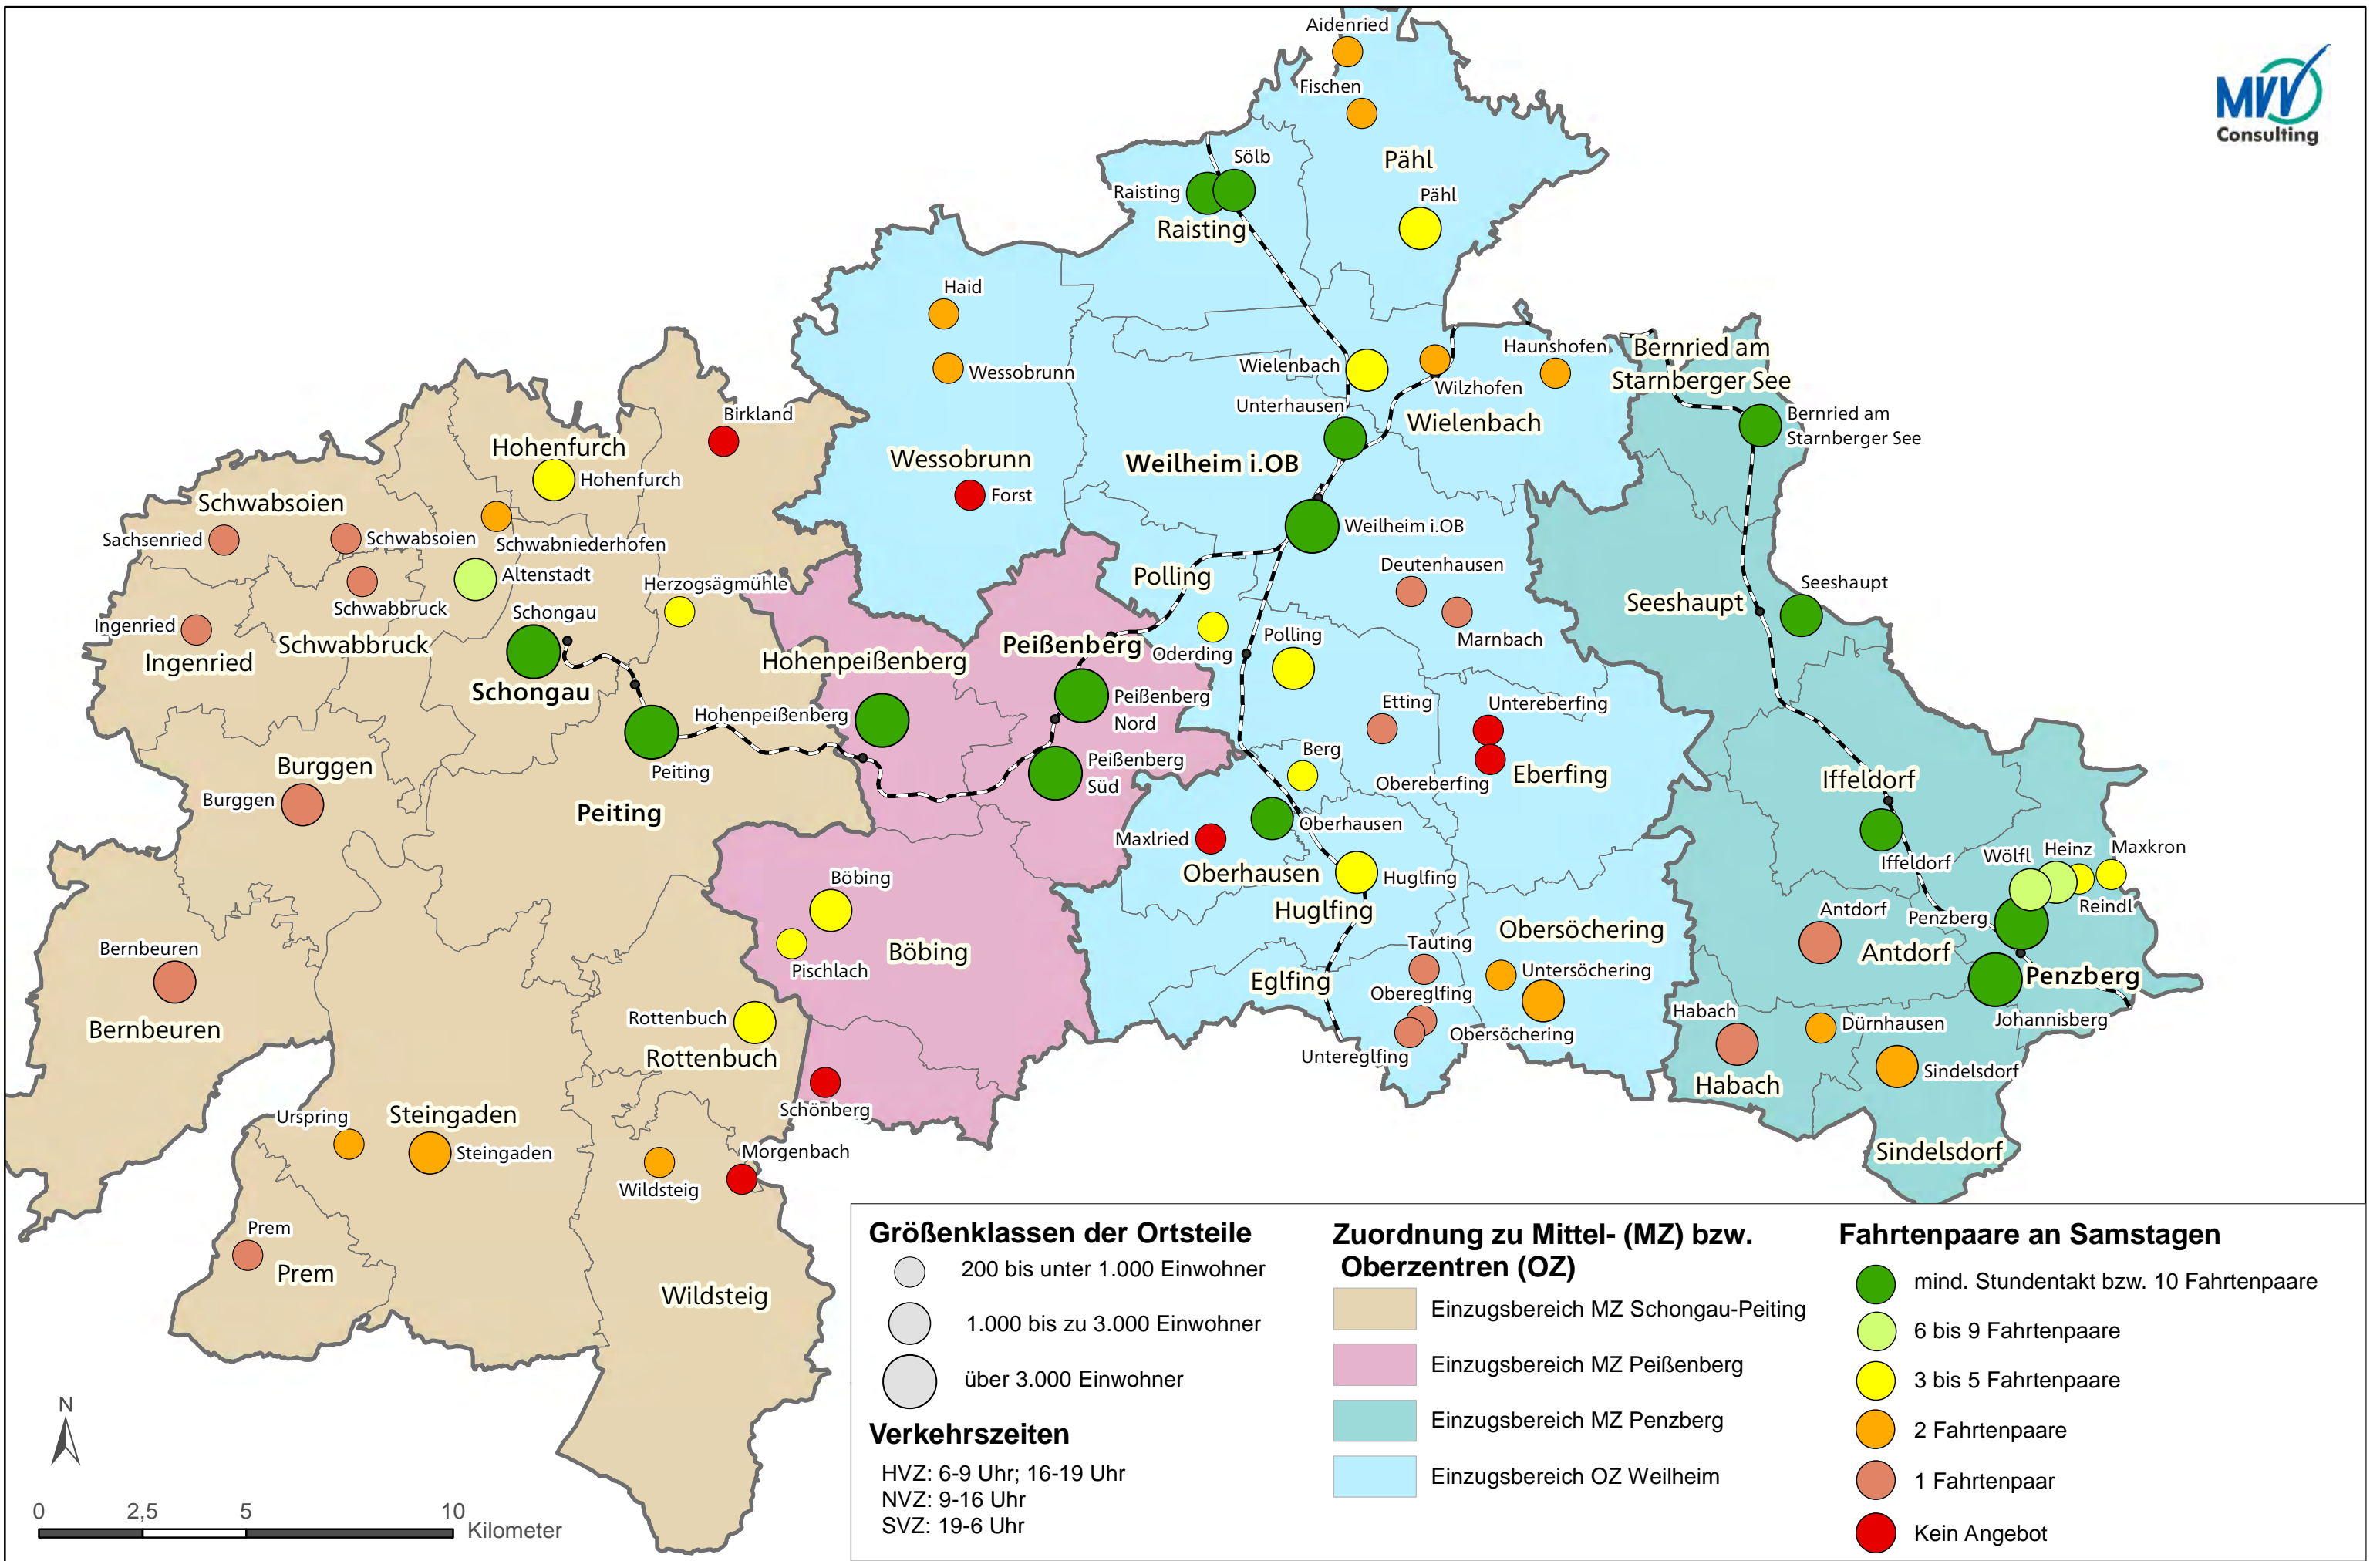 Aidenried
Fischen
MVV
Consulting
Sölb
Pähl
Raisting
Pähl
Raisting
Haid
Wessobrunn
Wielenbach
Haunshofen
Wilzhofen
Bernried am
Starnberger See
Unterhausen
Wielenbach
Bernried am
Starnberger See
Birkland
Hohenfurch
Hohenfurch
Wessobrunn
Weilheim i.OB
Forst
Schwabsoien
Sachsenried
Schwabsoien
Schwabniederhofen
Weilheim i.OB
Altenstadt
Schwabbruck
Herzogsägmühle
Polling
Deutenhausen
Seeshaupt
Seeshaupt
Ingenried
Ingenried
Schwabbruck
Schongau
Schongau
Marnbach
Oderding
Polling
Peißenberg
Hohenpeißenberg
Hohenpeißenberg
Peißenberg
Nord
Etting
Untereberfing
Peiting
Peißenberg
Süd
Berg
Obereberfing
Eberfing
Burggen
Burggen
Peiting
Iffeldorf
Iffeldorf
Maxlried
Oberhausen
Oberhausen
Wölfl
Heinz
Maxkron
Reindl
Böbing
Huglfing
Huglfing
Antdorf
Penzberg
Pischlach
Böbing
Obersöchering
Antdorf
Bernbeuren
Tauting
Untersöchering
Penzberg
Eglfing
Obereglfing
Habach
Dürnhausen
Johannisberg
Bernbeuren
Rottenbuch
Rottenbuch
Untereglfing
Obersöchering
Habach
Sindelsdorf
Urspring
Steingaden
Steingaden
Schönberg
Morgenbach
Wildsteig
Sindelsdorf
Prem
Prem
Wildsteig
Größenklassen der Ortsteile
200 bis unter 1.000 Einwohner
1.000 bis zu 3.000 Einwohner
über 3.000 Einwohner
Verkehrszeiten
HVZ: 6-9 Uhr; 16-19 Uhr
NVZ: 9-16 Uhr
SVZ: 19-6 Uhr
Zuordnung zu Mittel- (MZ) bzw.
Oberzentren (OZ)
Einzugsbereich MZ Schongau-Peiting
Einzugsbereich MZ Peißenberg
Einzugsbereich MZ Penzberg
Einzugsbereich OZ Weilheim
Fahrtenpaare an Samstagen
mind. Stundentakt bzw. 10 Fahrtenpaare
6 bis 9 Fahrtenpaare
3 bis 5 Fahrtenpaare
2 Fahrtenpaare
1 Fahrtenpaar
Kein Angebot
N
0 2,5 5 10
Kilometer